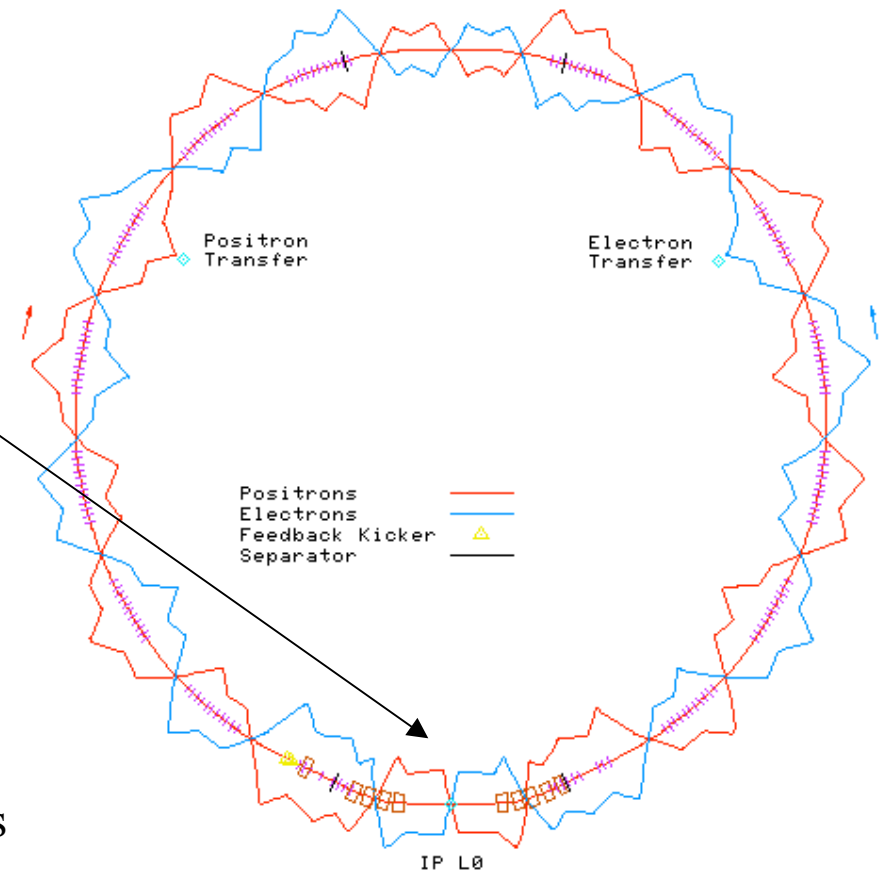 Positron
Transfer
Electron
Transfer
Positrons
Electrons
Feedback Kicker
Separator
s
IP L0